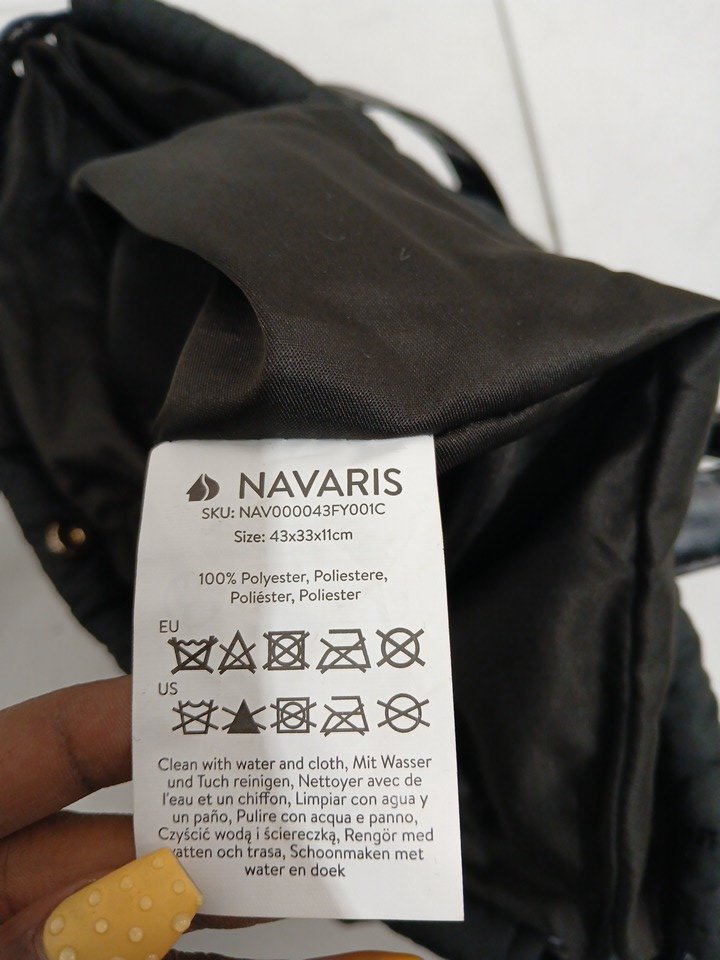 NAVARIS
SKU: NAV000043FY001C
Size: 43x33x11cm
100% Polyester, Poliestere,
Poliéster, Poliester
EU
US
Clean with water and cloth, Mit Wasser
und Tuch reinigen, Nettoyer avec de
l'eau et un chiffon, Limpiar con agua y
un paño, Pulire con acqua e panno,
Czyścić wodą i ściereczką, Rengör med
vatten och trasa, Schoonmaken met
water en doek